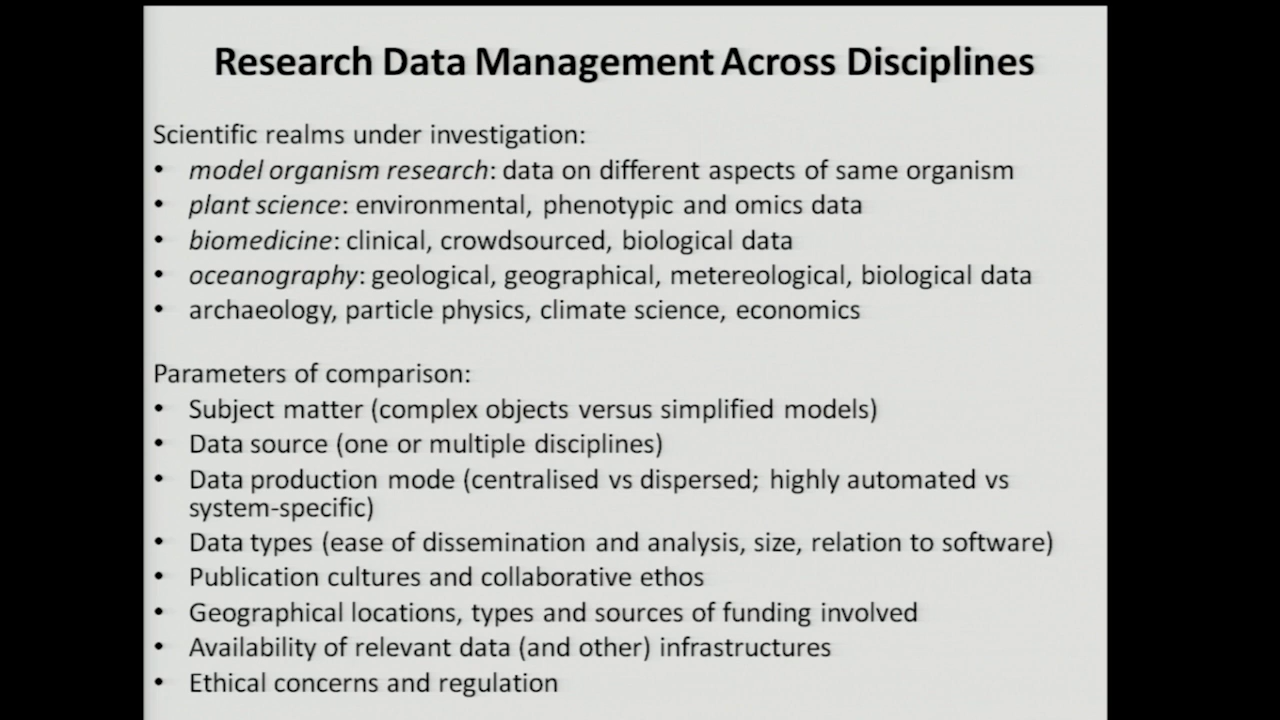 Research Data Management Across Disciplines
Scientific realms under investigation:
• model organism research: data on different aspects of same organism
• plant science: environmental, phenotypic and omics data
• biomedicine: clinical, crowdsourced, biological data
• oceanography: geological, geographical, metereological, biological data
• archaeology, particle physics, climate science, economics
Parameters of comparison:
• Subject matter (complex objects versus simplified models)
• Data source (one or multiple disciplines)
• Data production mode (centralised vs dispersed; highly automated vs
system-specific)
• Data types (ease of dissemination and analysis, size, relation to software)
• Publication cultures and collaborative ethos
• Geographical locations, types and sources of funding involved
• Availability of relevant data (and other) infrastructures
• Ethical concerns and regulation